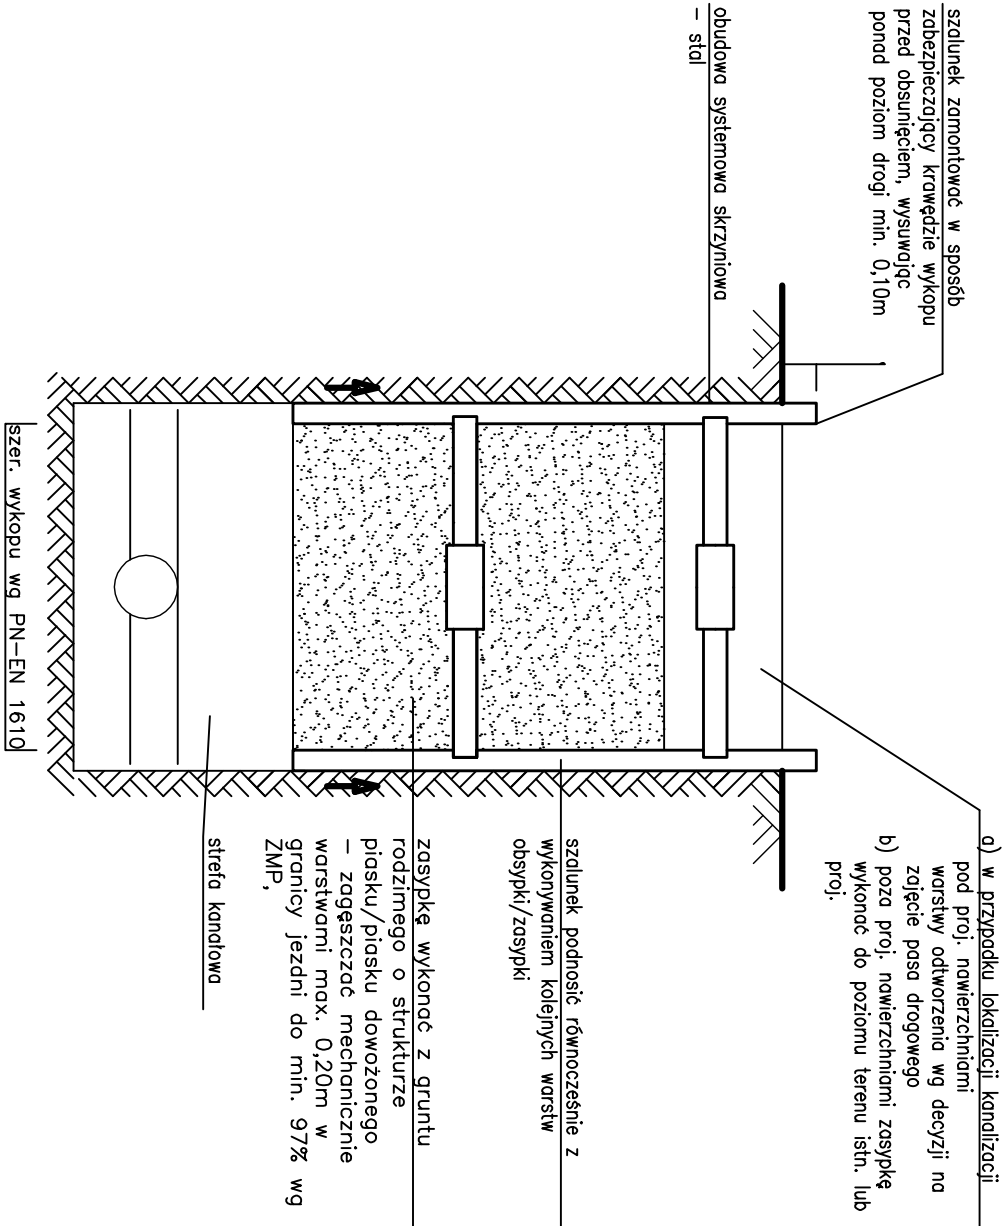 szalunek zamontować w sposób
zabezpieczający krawędzie wykopu
przed obsunięciem, wysuwając
ponad poziom drogi min. 0,10m
obudowa systemowa skrzyniowa
– stal
a) w przypadku lokalizacji kanalizacji
pod proj. nawierzchniami
warstwy odtworzenia wg decyzji na
zajęcie pasa drogowego
b) poza proj. nawierzchniami zasypkę
wykonać do poziomu terenu istn. lub
proj.
szalunek podnosić równocześnie z
wykonywaniem kolejnych warstw
obsypki/zasypki
zasypkę wykonać z gruntu
rodzimego o strukturze
piasku/piasku dowożonego
– zagęszczać mechanicznie
warstwami max. 0,20m w
granicy jezdni do min. 97% wg
ZMP,
strefa kanałowa
szer. wykopu wg PN–EN 1610